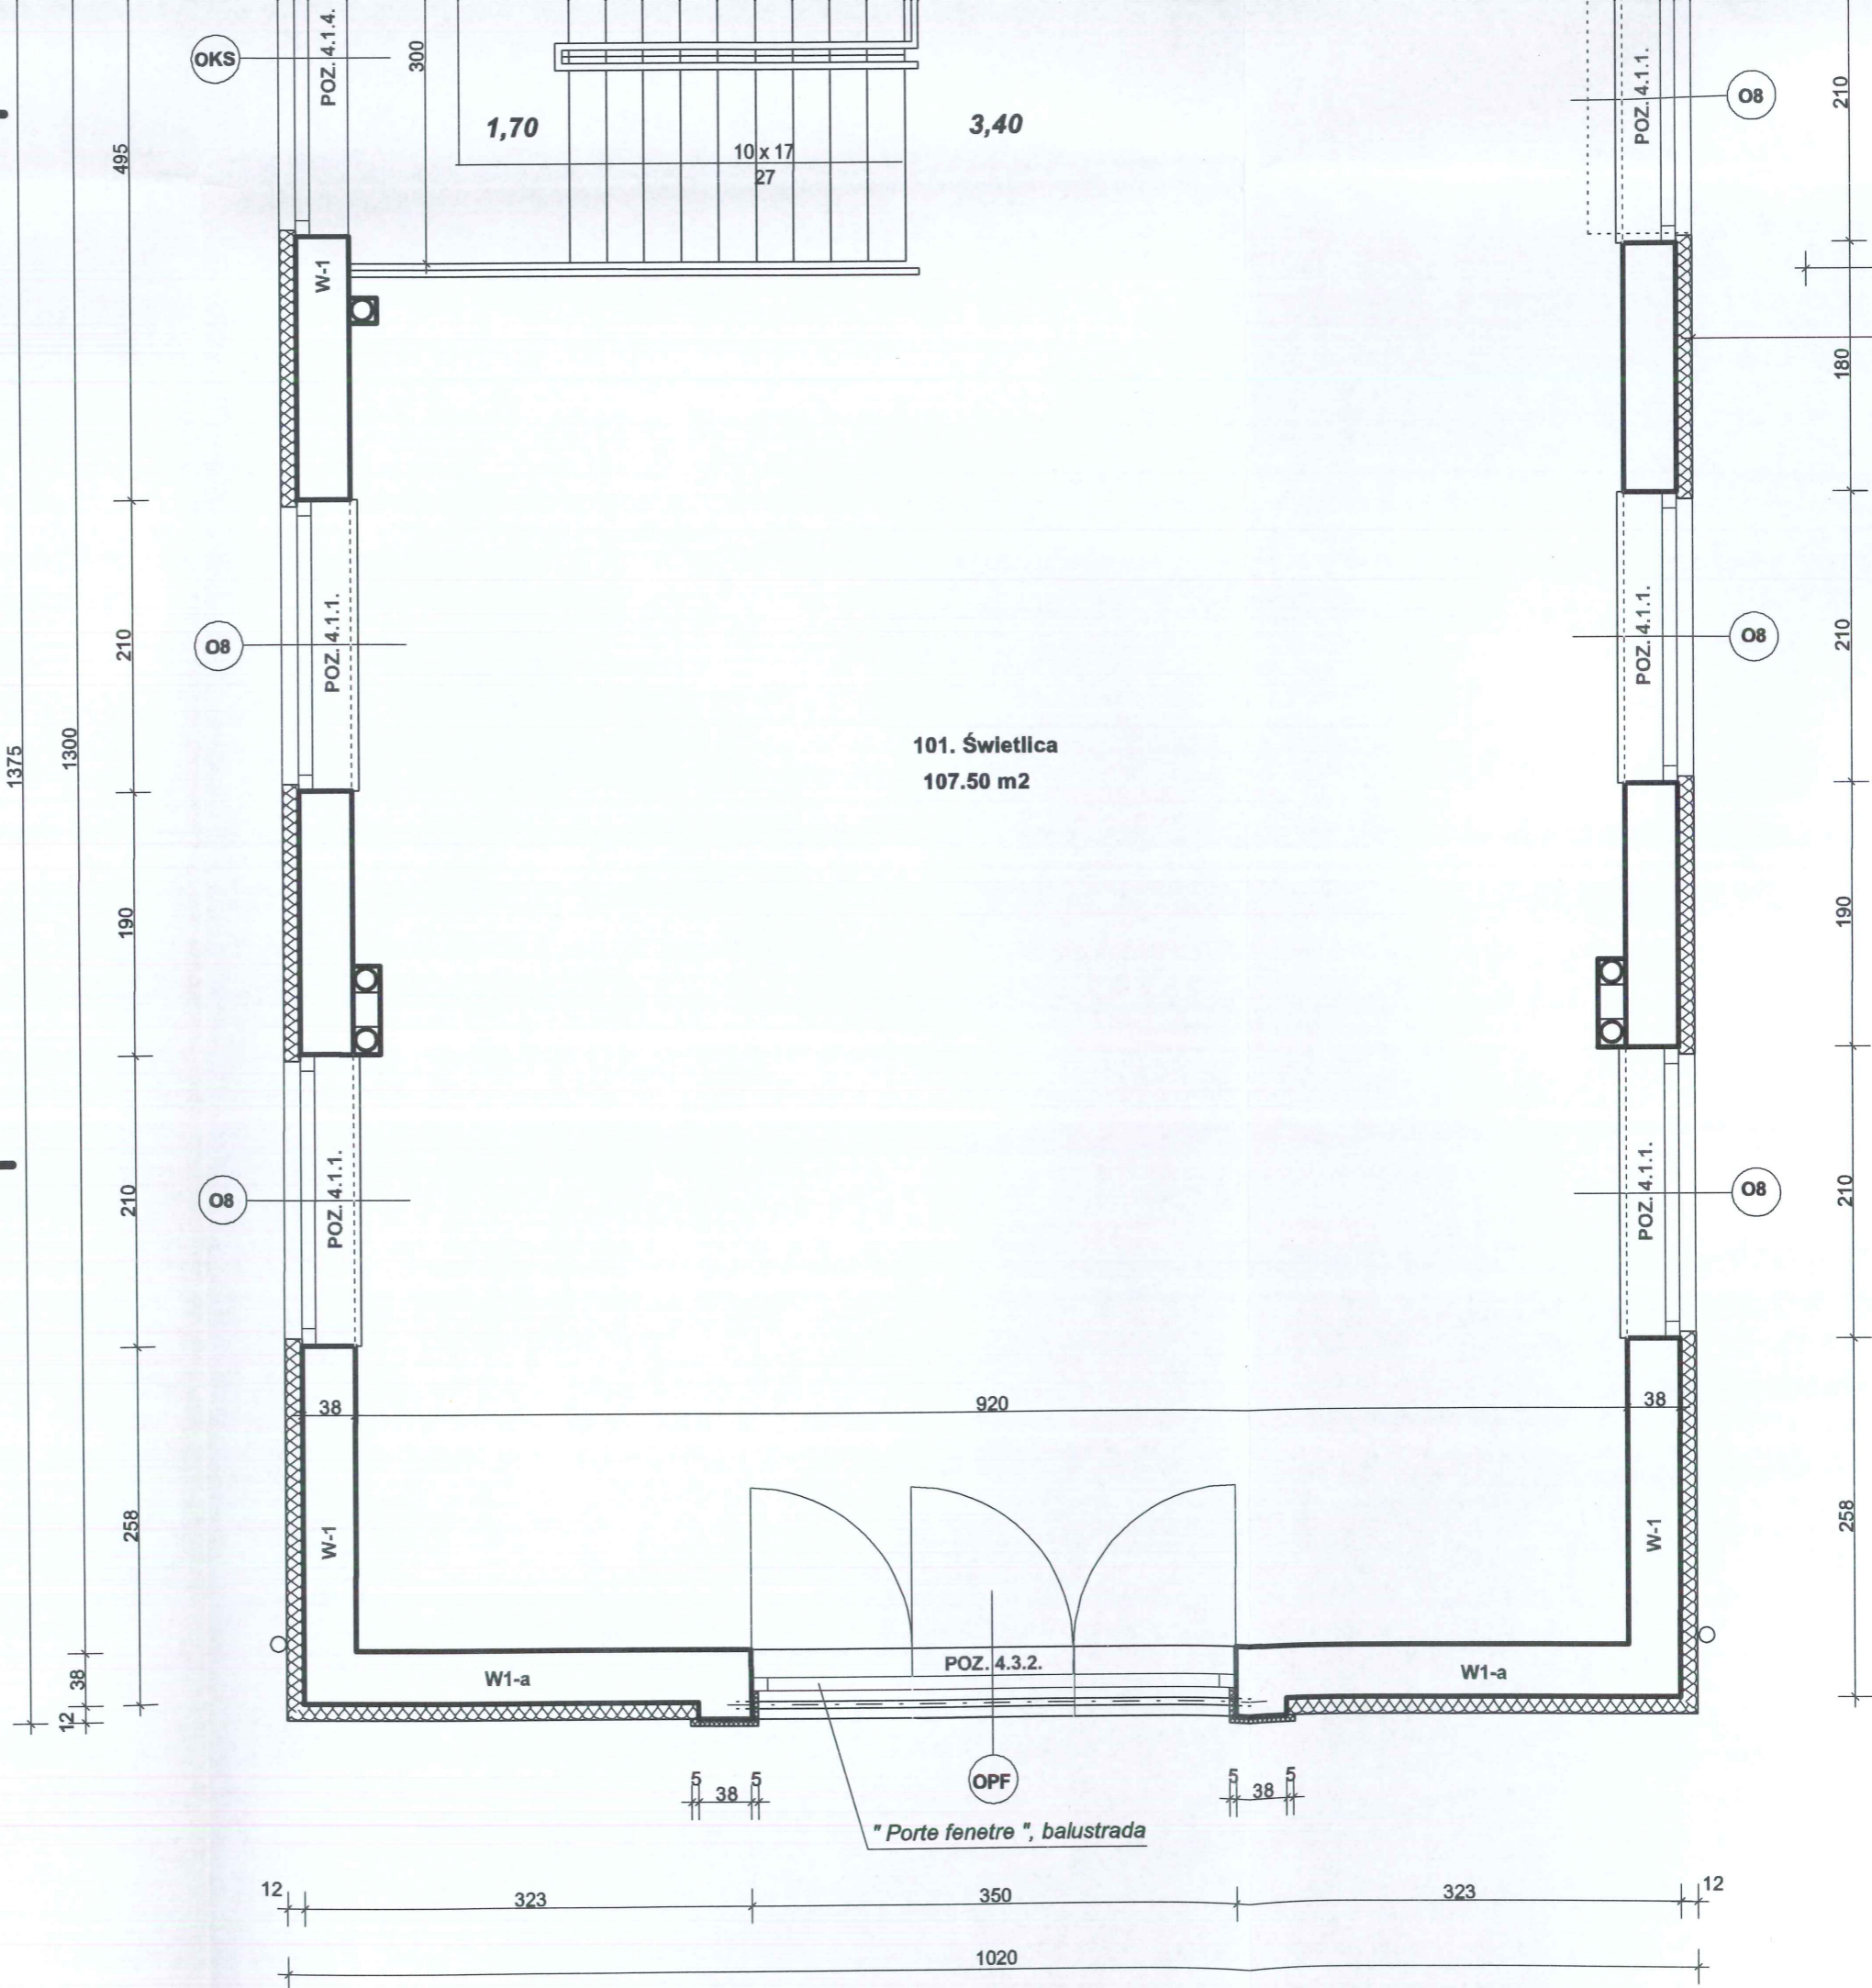 POZ. 4.1.4.
OKS
300
1,70
3,40
10 x 17
27
POZ. 4.1.1.
O8
210
495
W-1
180
210
O8
POZ. 4.1.1.
POZ. 4.1.1.
O8
210
1375
1300
101. Świetlica
107.50 m2
190
190
210
O8
POZ. 4.1.1.
POZ. 4.1.1.
O8
210
38
920
38
258
W-1
W-1
258
38
12
W1-a
POZ. 4.3.2.
W1-a
5
38
5
OPF
5
38
5
" Porte fenetre ", balustrada
12
323
350
323
12
1020